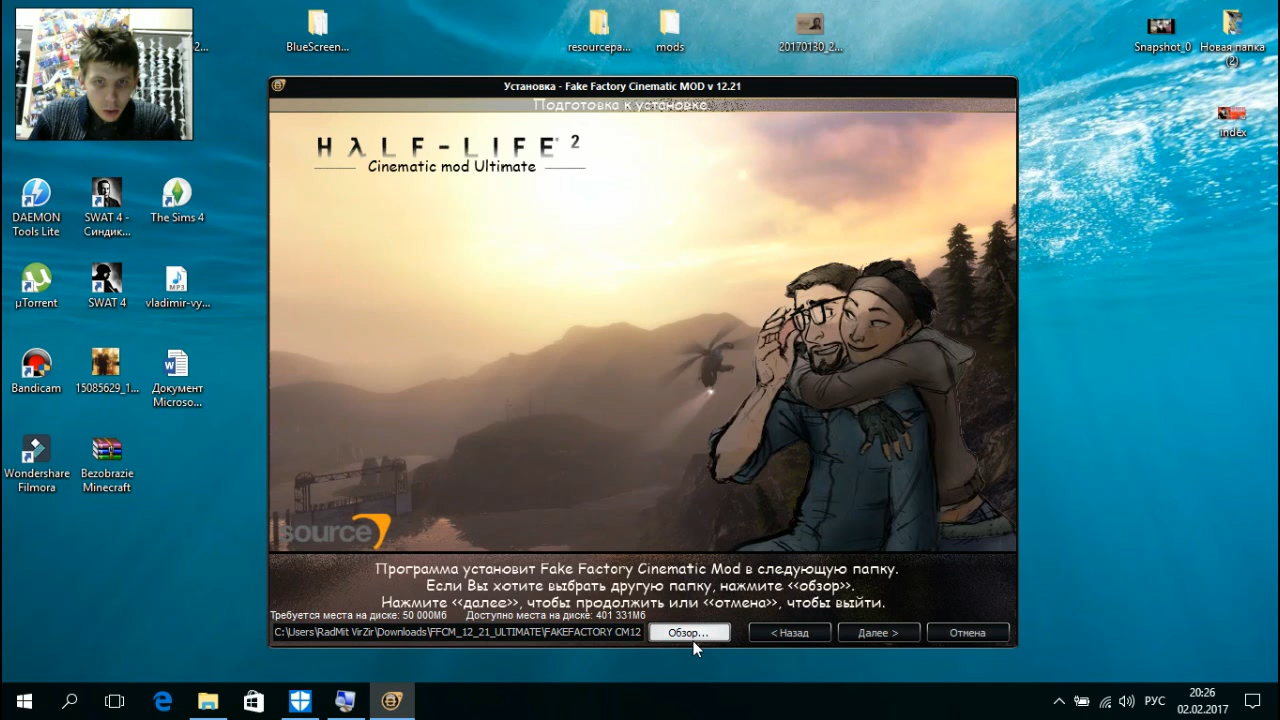 2...
BlueScreen...
resourcepa...
mods
20170130_2...
Snapshot_0
Новая папка
(2)
index
DAEMON
Tools Lite
SWAT 4 -
Синдик...
The Sims 4
µTorrent
SWAT 4
vladimir-vy...
MP3
Bandicam
15085629_1...
Документ
Microso...
Wondershare
Filmora
Bezobrazie
Minecraft
Установка - Fake Factory Cinematic MOD v 12.21
Подготовка к установке.
HλLF-LIFE 2
Cinematic mod Ultimate
source
Программа установит Fake Factory Cinematic Mod в следующую папку.
Если Вы хотите выбрать другую папку, нажмите <<обзор>>.
Нажмите <<далее>>, чтобы продолжить или <<отмена>>, чтобы выйти.
Требуется места на диске: 50 000Мб Доступно места на диске: 401 331Мб
C:\Users\RadMit VirZir\Downloads\FFCM_12_21_ULTIMATE\FAKEFACTORY CM12
Обзор... < Назад Далее > Отмена
РУС
20:26
02.02.2017